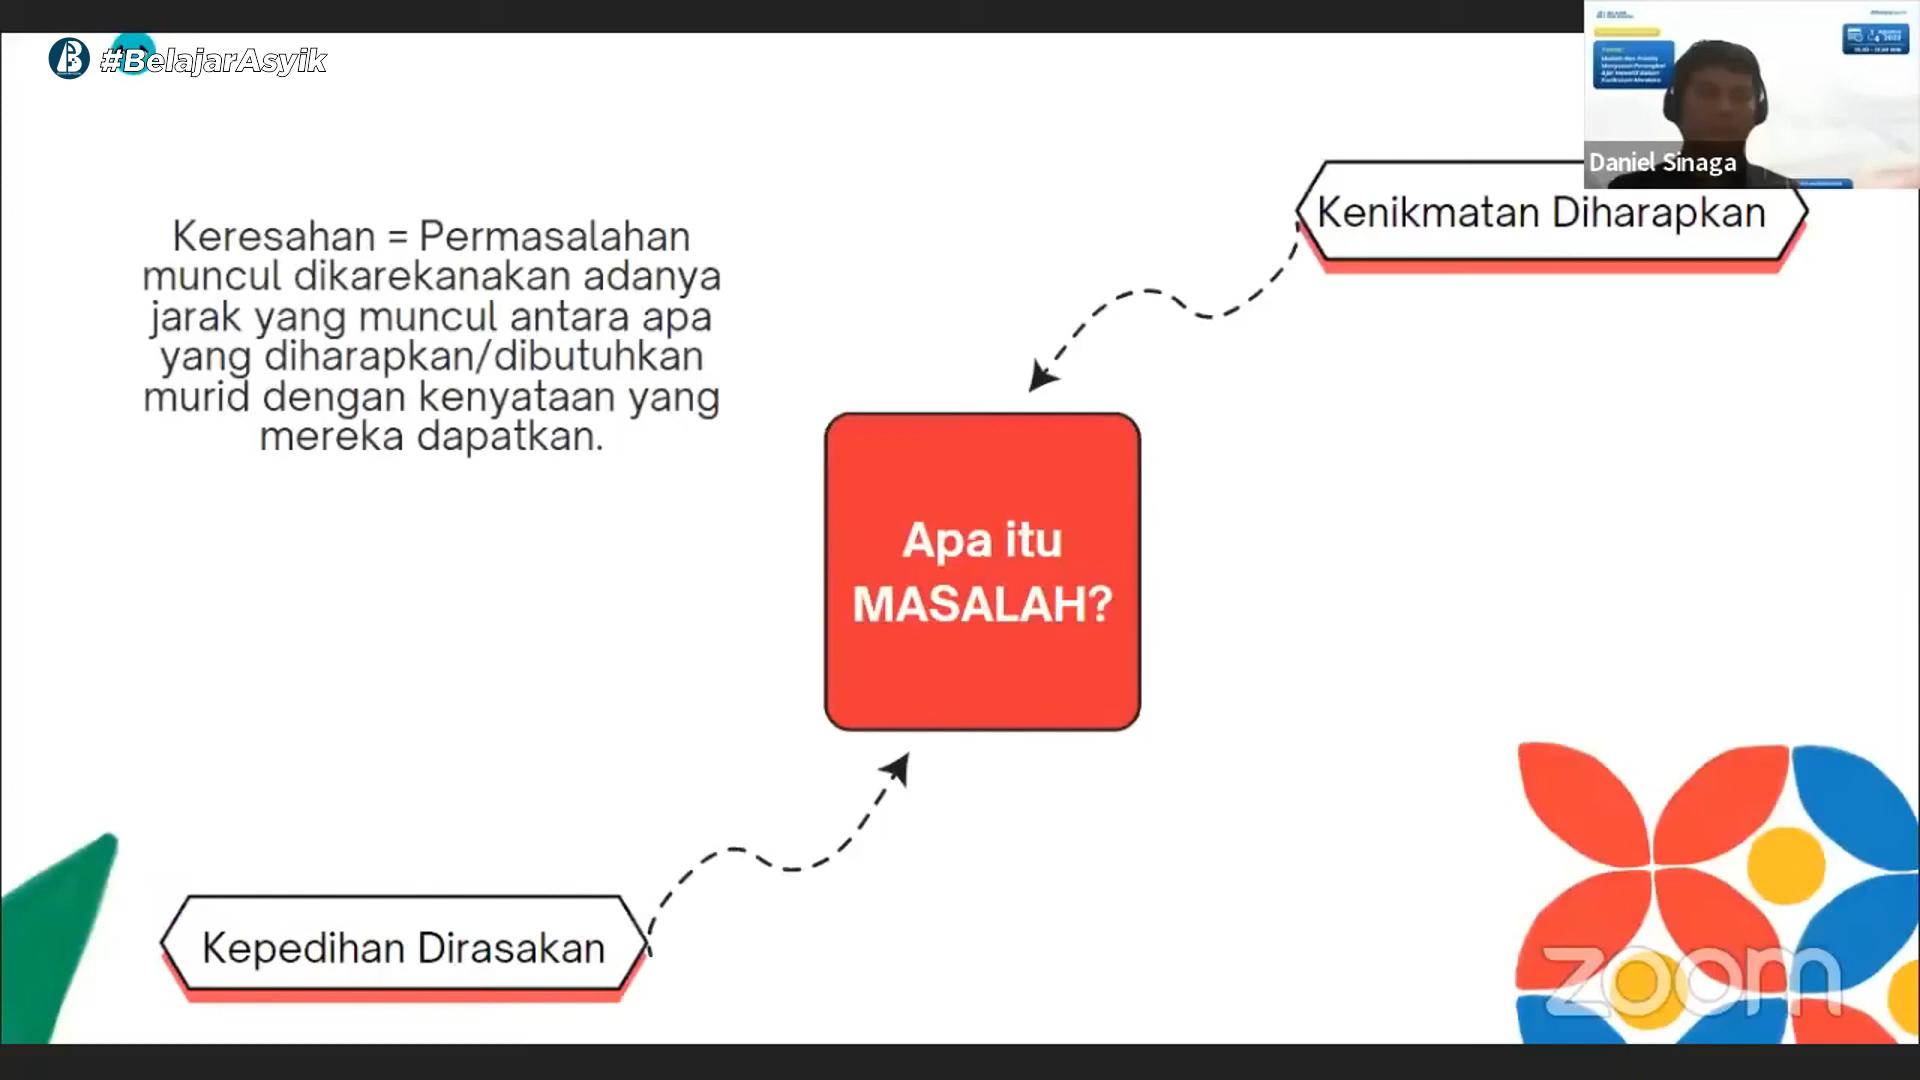 #BelajarAsyik
Daniel Sinaga
Kenikmatan Diharapkan
Keresahan = Permasalahan
muncul dikarekanakan adanya
jarak yang muncul antara apa
yang diharapkan/dibutuhkan
murid dengan kenyataan yang
mereka dapatkan.
Apa itu
MASALAH?
Kepedihan Dirasakan
zoom